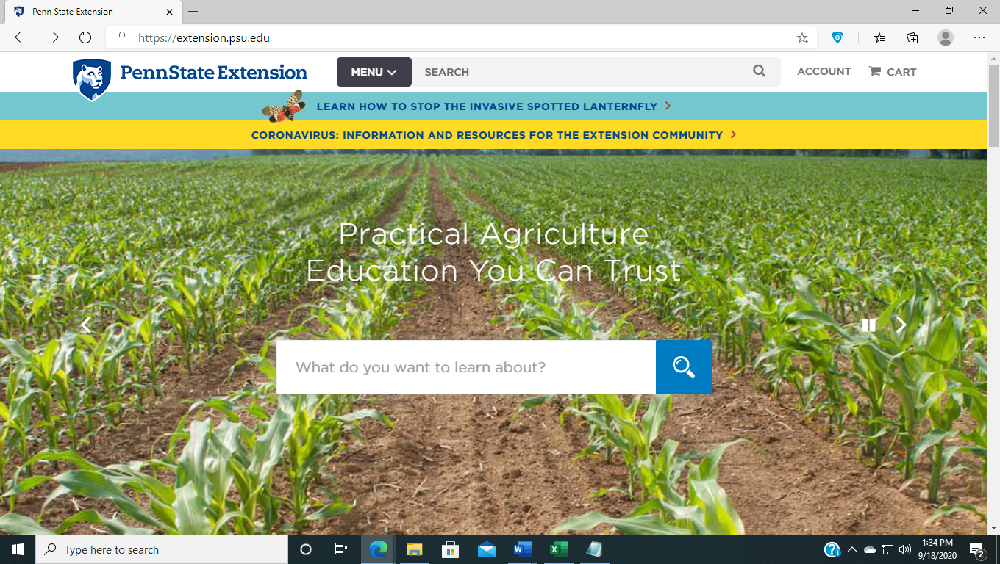 Penn State Extension
https://extension.psu.edu
PennState Extension
MENU
SEARCH
ACCOUNT
CART
LEARN HOW TO STOP THE INVASIVE SPOTTED LANTERNFLY
CORONAVIRUS: INFORMATION AND RESOURCES FOR THE EXTENSION COMMUNITY
Practical Agriculture
Education You Can Trust
What do you want to learn about?
Type here to search
1:34 PM
9/18/2020
2